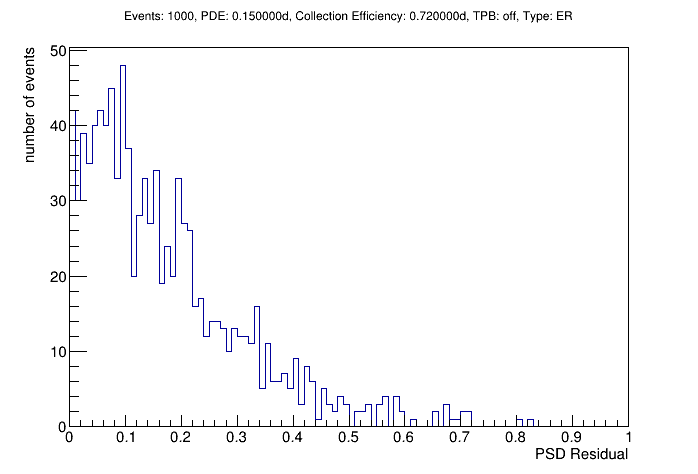 Events: 1000, PDE: 0.150000d, Collection Efficiency: 0.720000d, TPB: off, Type: ER
number of events
50
40
30
20
10
0
0 0.1 0.2 0.3 0.4 0.5 0.6 0.7 0.8 0.9 1
PSD Residual